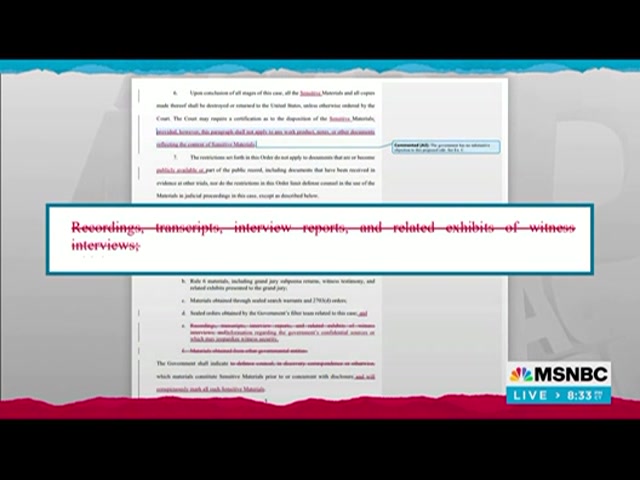 6. Upon conclusion of all stages of this case, all the Sensitive Materials and all copies
made thereof shall be destroyed or returned to the United States, unless otherwise ordered by the
Court. The Court may require a certification as to the disposition of the Sensitive Materials;
provided, however, this paragraph shall not apply to any work product, notes, or other documents
reflecting the content of Sensitive Materials.
Commented (A2): The government has no substantive
objection to this proposed edit.
7. The restrictions set forth in this Order do not apply to documents that are or become
publicly available or part of the public record, including documents that have been received in
evidence at other trials, nor do the restrictions in this Order limit defense counsel in the use of the
Materials in judicial proceedings in this case, except as described below.
Recordings, transcripts, interview reports, and related exhibits of witness
interviews;
b. Rule 6 materials, including grand jury subpoena returns, witness testimony, and
related exhibits presented to the grand jury;
c. Materials obtained through sealed search warrants and 2703(d) orders;
d. Sealed orders obtained by the Government's filter team related to this case; and
e. Recordings, transcripts, interview reports, and related exhibits of witness
interviews; and Information regarding the government's confidential sources or
which may jeopardize witness security.
f. Materials obtained from other governmental entities.
The Government shall indicate to defense counsel, in discovery correspondence or otherwise,
which materials constitute Sensitive Materials prior to or concurrent with disclosure and will
conspicuously mark all such Sensitive Materials.
MSNBC
LIVE > 8:33 PM
ET